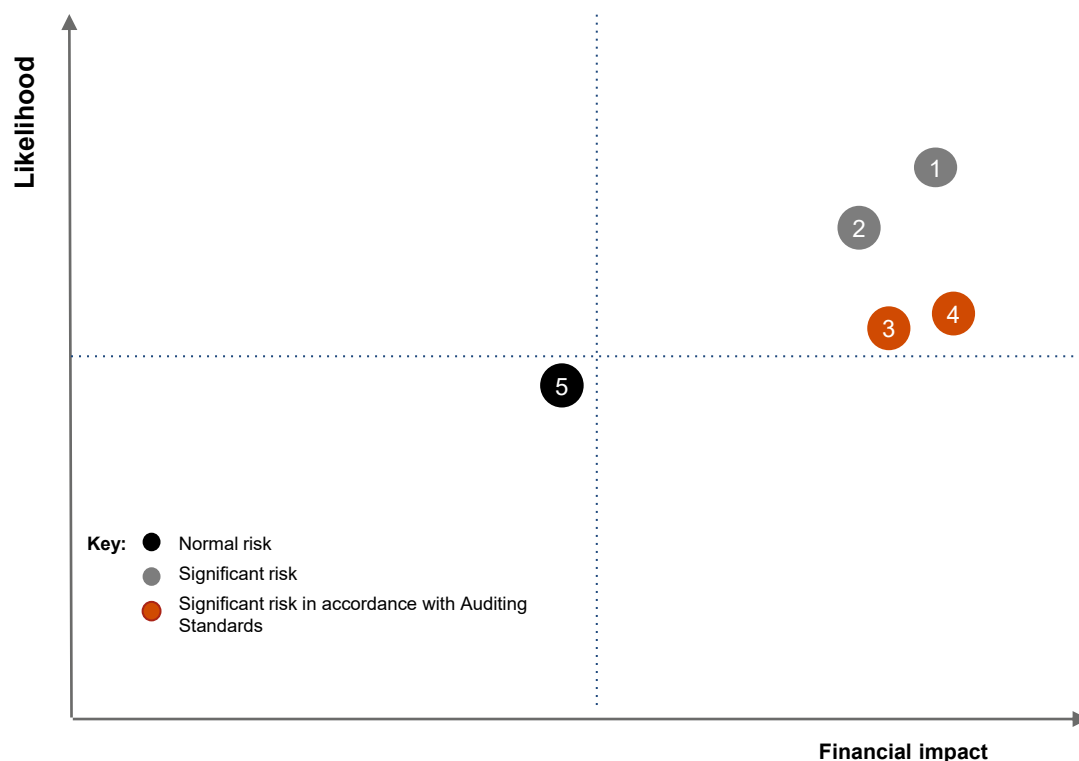 Likelihood
1
2
3
4
5
Key:
Normal risk
Significant risk
Significant risk in accordance with Auditing
Standards
Financial impact